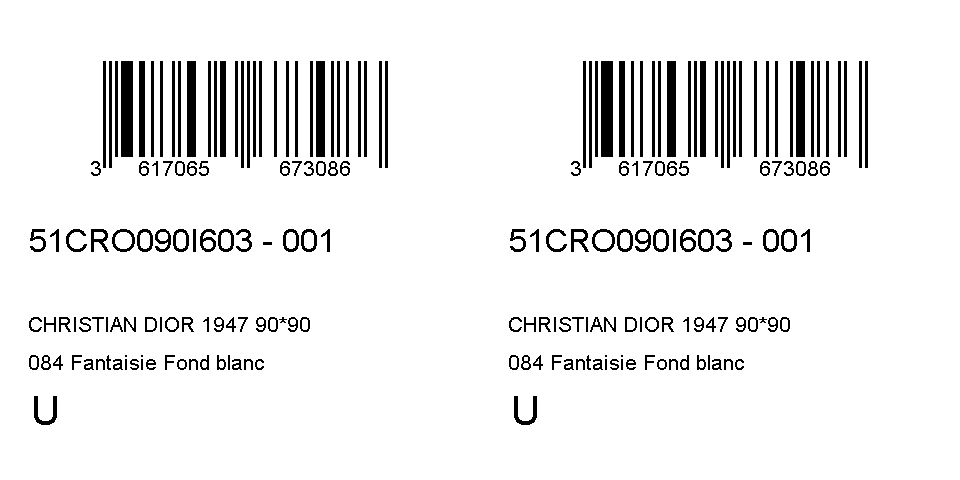 3 617065 673086
51CRO090I603 - 001
CHRISTIAN DIOR 1947 90*90
084 Fantaisie Fond blanc
U
3 617065 673086
51CRO090I603 - 001
CHRISTIAN DIOR 1947 90*90
084 Fantaisie Fond blanc
U